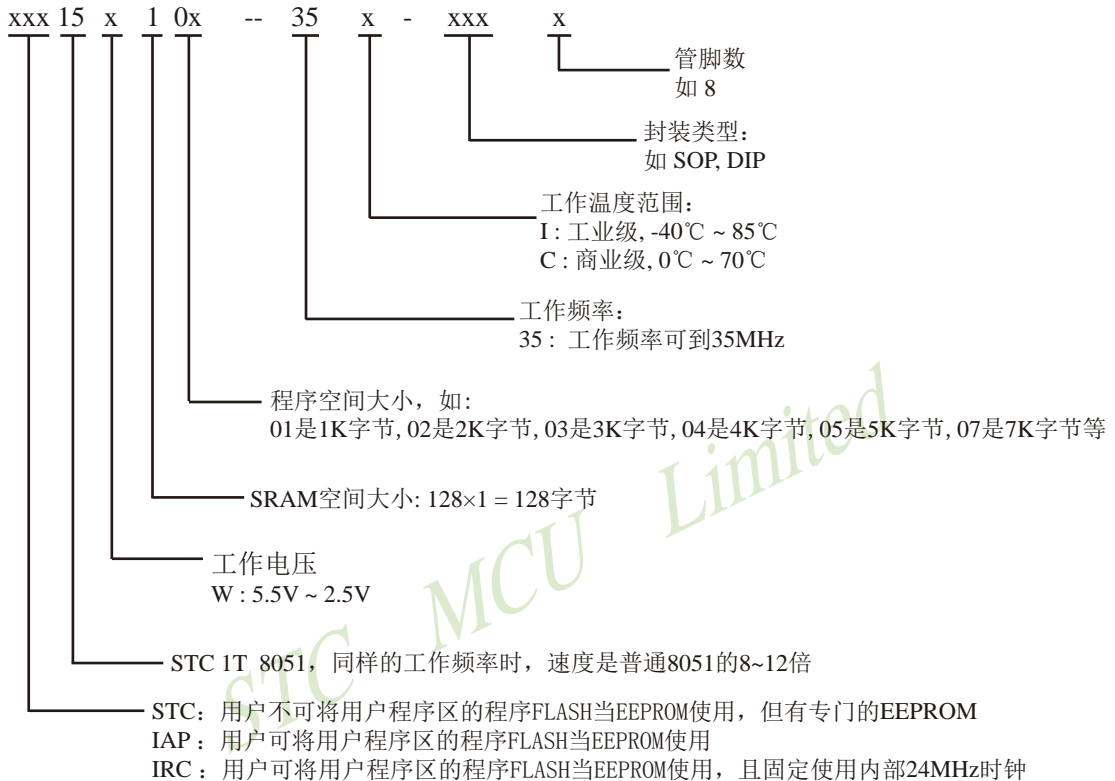 xxx 15 x 1 0x -- 35 x - xxx x
管脚数
如 8
封装类型：
如 SOP, DIP
工作温度范围：
I : 工业级, -40℃ ~ 85℃
C : 商业级, 0℃ ~ 70℃
工作频率：
35 : 工作频率可到35MHz
程序空间大小，如:
01是1K字节, 02是2K字节, 03是3K字节, 04是4K字节, 05是5K字节, 07是7K字节等
SRAM空间大小: 128×1 = 128字节
工作电压
W : 5.5V ~ 2.5V
STC 1T 8051，同样的工作频率时，速度是普通8051的8~12倍
STC：用户不可将用户程序区的程序FLASH当EEPROM使用，但有专门的EEPROM
IAP：用户可将用户程序区的程序FLASH当EEPROM使用
IRC：用户可将用户程序区的程序FLASH当EEPROM使用，且固定使用内部24MHz时钟
STC MCU Limited